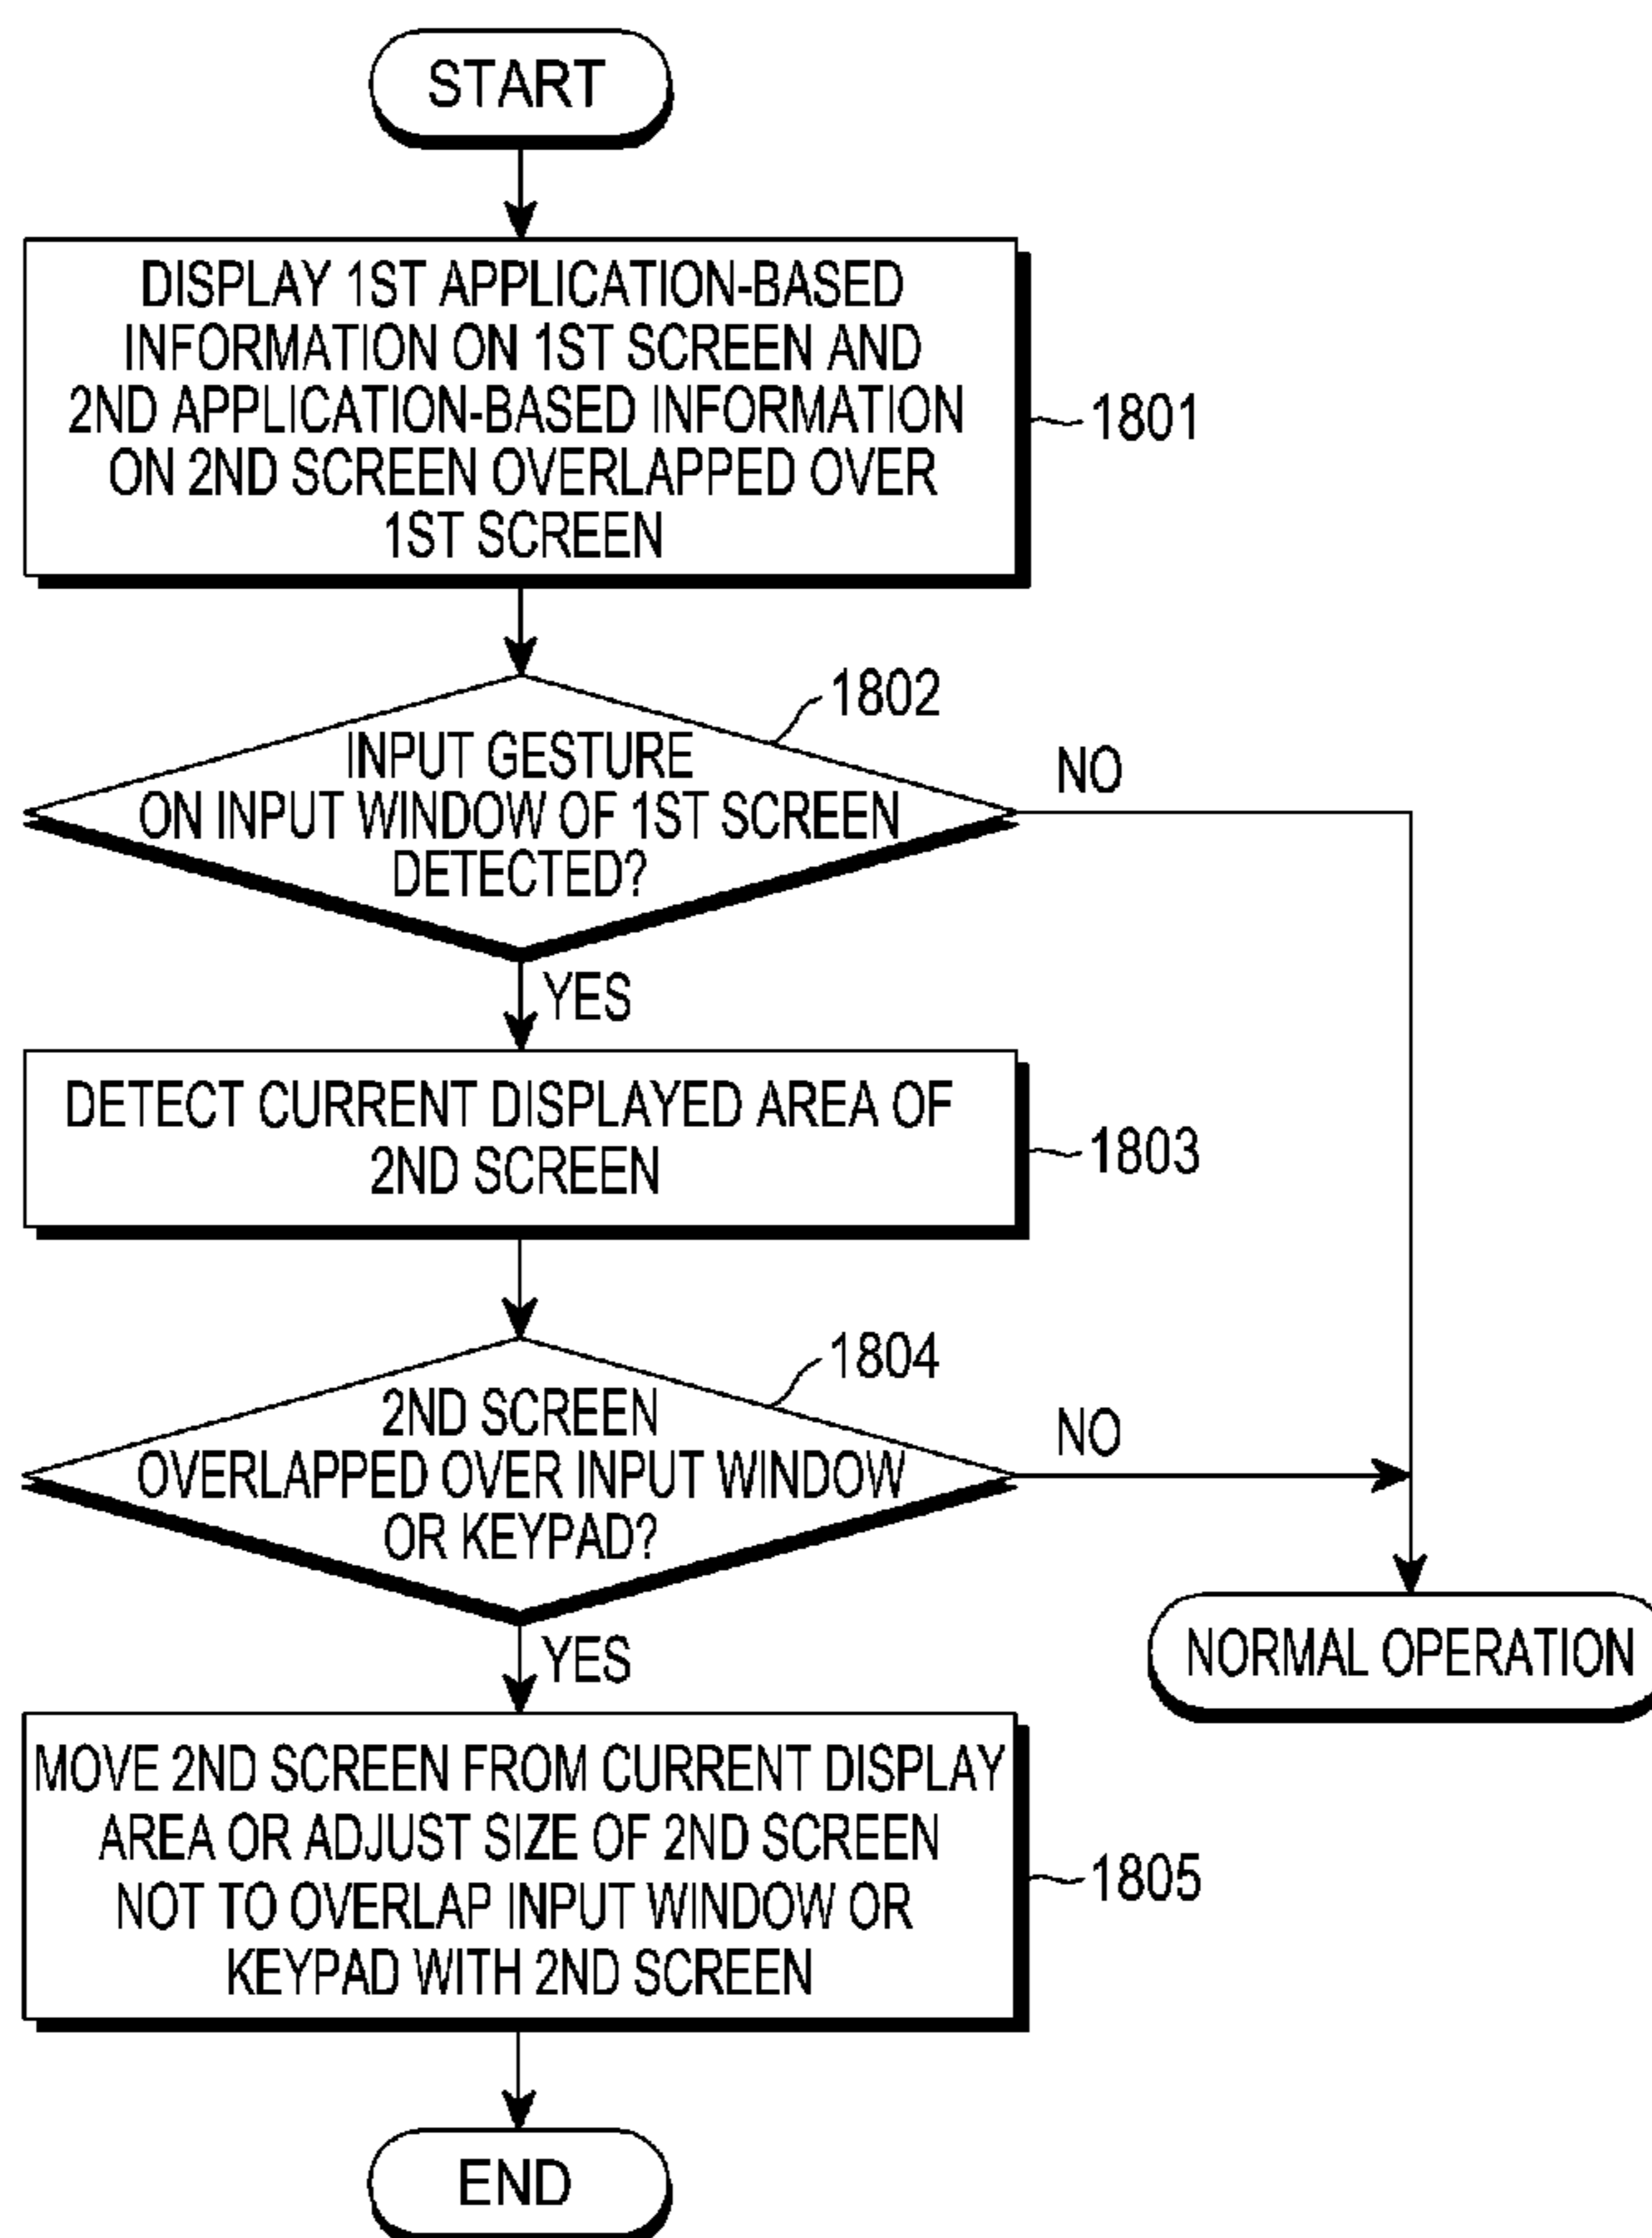 START
DISPLAY 1ST APPLICATION-BASED
INFORMATION ON 1ST SCREEN AND
2ND APPLICATION-BASED INFORMATION
ON 2ND SCREEN OVERLAPPED OVER
1ST SCREEN
1801
1802
INPUT GESTURE
ON INPUT WINDOW OF 1ST SCREEN
DETECTED?
NO
YES
DETECT CURRENT DISPLAYED AREA OF
2ND SCREEN
1803
1804
2ND SCREEN
OVERLAPPED OVER INPUT WINDOW
OR KEYPAD?
NO
YES
NORMAL OPERATION
MOVE 2ND SCREEN FROM CURRENT DISPLAY
AREA OR ADJUST SIZE OF 2ND SCREEN
NOT TO OVERLAP INPUT WINDOW OR
KEYPAD WITH 2ND SCREEN
1805
END